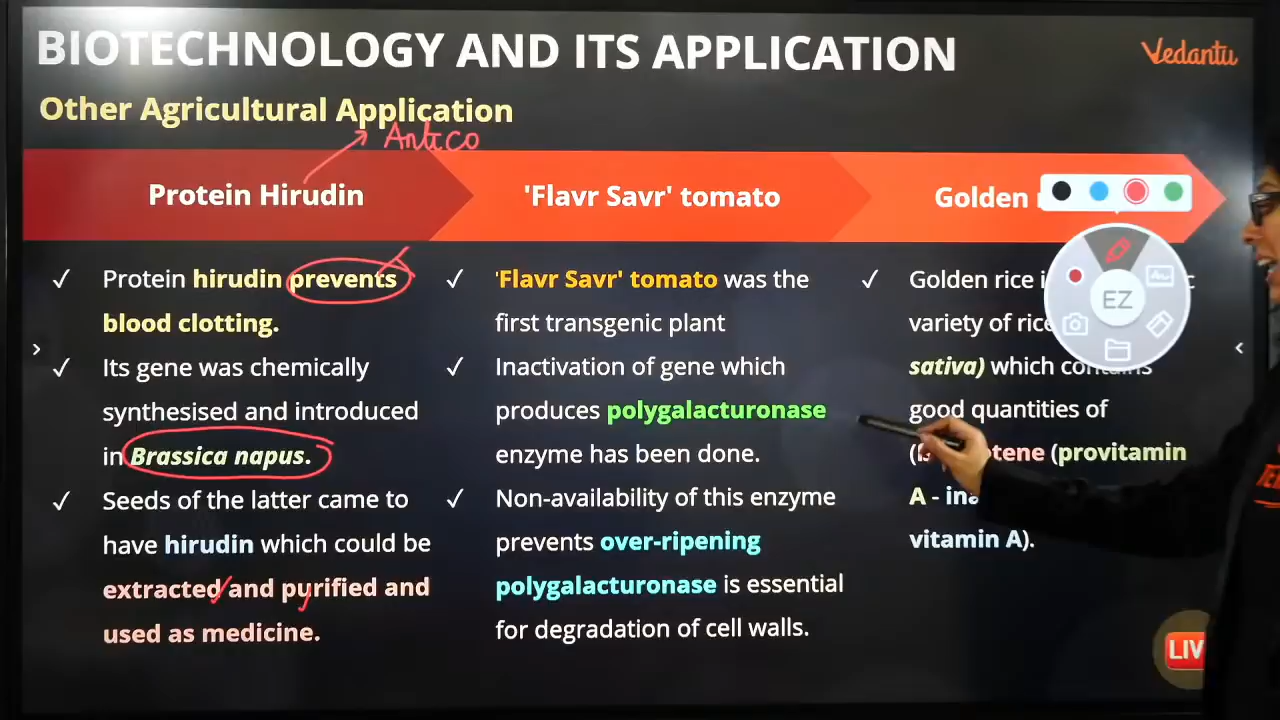 BIOTECHNOLOGY AND ITS APPLICATION
Vedantu
Other Agricultural Application
Antico
Protein Hirudin
'Flavr Savr' tomato
Golden
✓ Protein hirudin prevents
blood clotting.
✓ Its gene was chemically
synthesised and introduced
in Brassica napus.
✓ Seeds of the latter came to
have hirudin which could be
extracted and purified and
used as medicine.
✓ 'Flavr Savr' tomato was the
first transgenic plant
✓ Inactivation of gene which
produces polygalacturonase
enzyme has been done.
✓ Non-availability of this enzyme
prevents over-ripening
polygalacturonase is essential
for degradation of cell walls.
✓ Golden rice
variety of rice
sativa) which
good quantities of
(provitamin
A -
vitamin A).
EZ
LIV